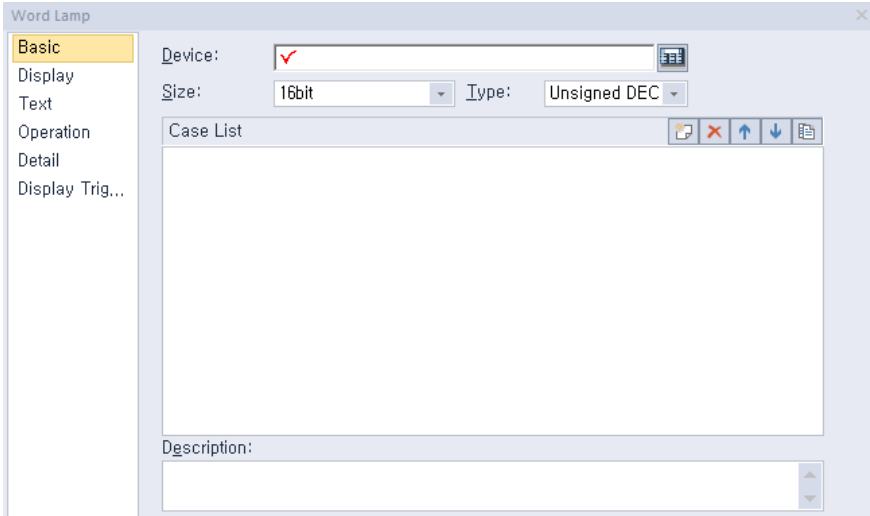 Word Lamp
Basic
Display
Text
Operation
Detail
Display Trig...
Device:
Size: 16bit Type: Unsigned DEC
Case List
Description: